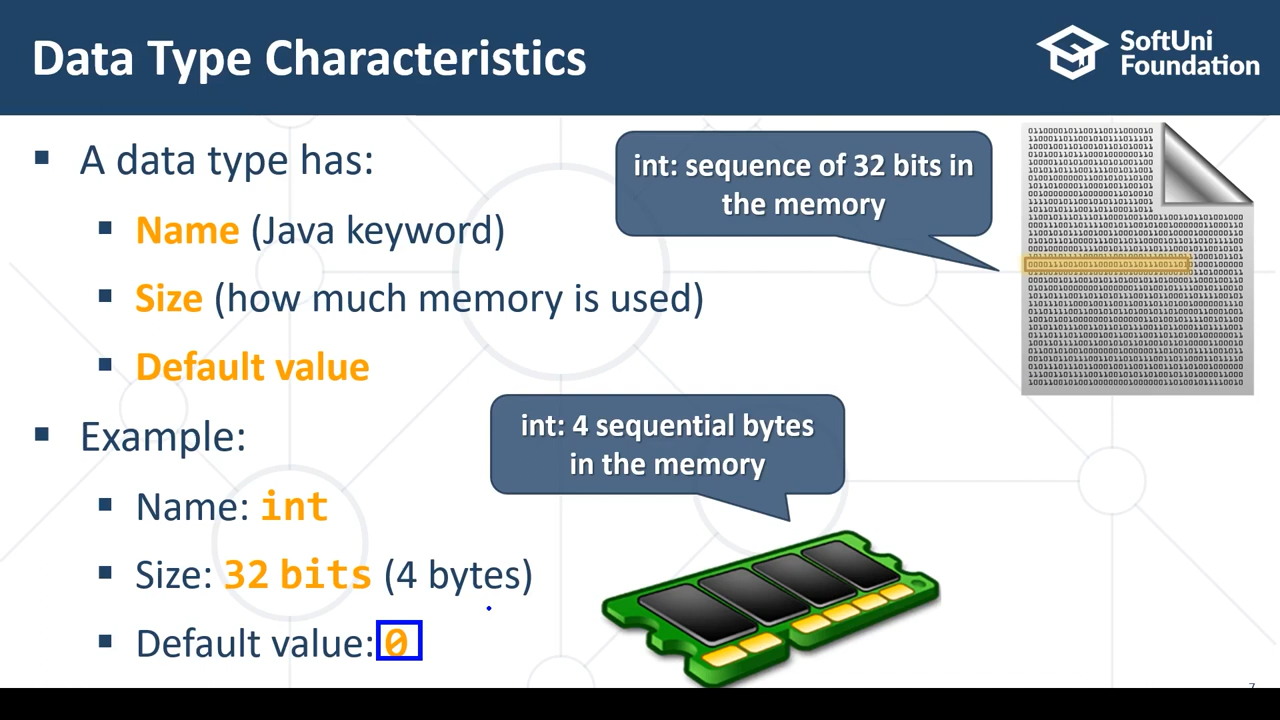 Data Type Characteristics
SoftUni
Foundation
A data type has:
Name (Java keyword)
Size (how much memory is used)
Default value
Example:
Name: int
Size: 32 bits (4 bytes)
Default value: 0
int: sequence of 32 bits in
the memory
int: 4 sequential bytes
in the memory